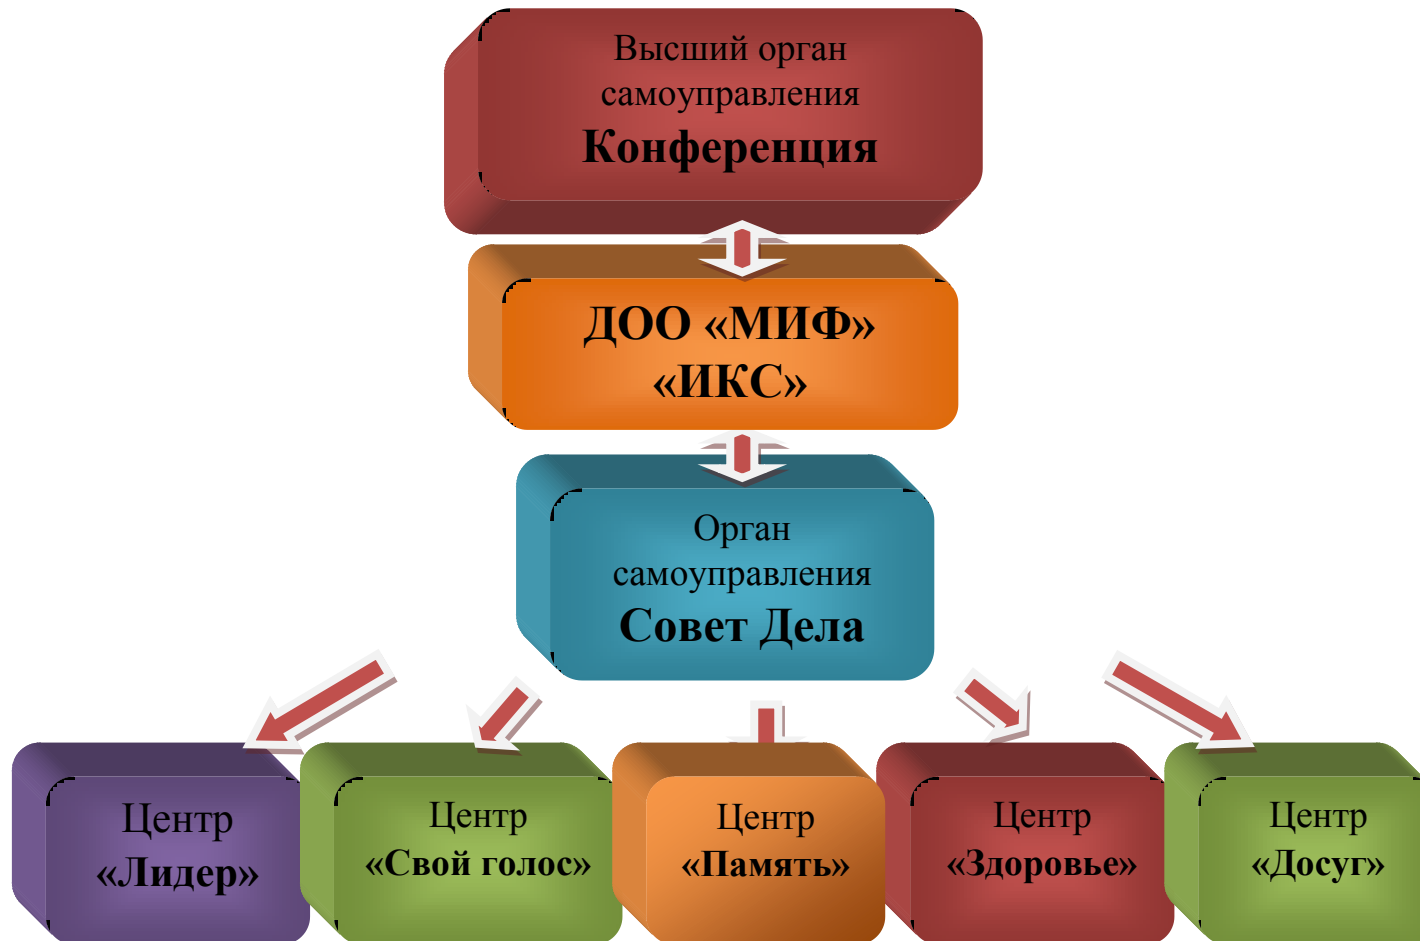 Высший орган
самоуправления
Конференция
ДОО «МИФ»
«ИКС»
Орган
самоуправления
Совет Дела
Центр
«Лидер»
Центр
«Свой голос»
Центр
«Память»
Центр
«Здоровье»
Центр
«Досуг»